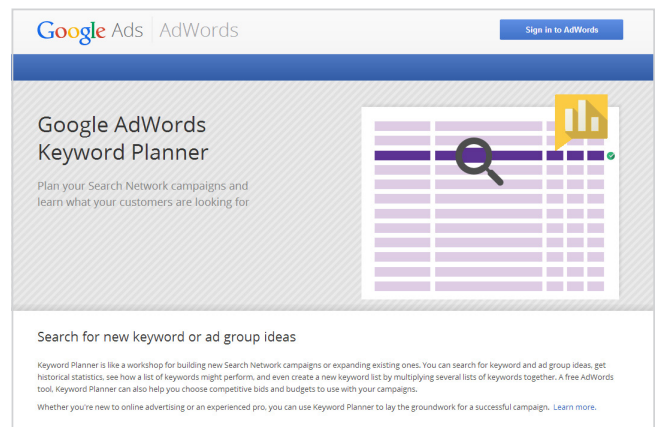 Google Ads AdWords
Sign in to AdWords
Google AdWords
Keyword Planner
Plan your Search Network campaigns and
learn what your customers are looking for
Search for new keyword or ad group ideas
Keyword Planner is like a workshop for building new Search Network campaigns or expanding existing ones. You can search for keyword and ad group ideas, get
historical statistics, see how a list of keywords might perform, and even create a new keyword list by multiplying several lists of keywords together. A free AdWords
tool, Keyword Planner can also help you choose competitive bids and budgets to use with your campaigns.
Whether you're new to online advertising or an experienced pro, you can use Keyword Planner to lay the groundwork for a successful campaign. Learn more.